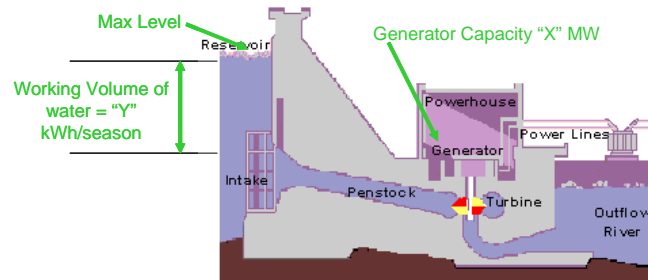 Max Level
Reservoir
Generator Capacity “X” MW
Working Volume of
water = “Y”
kWh/season
Powerhouse
Power Lines
Generator
Intake
Penstock
Turbine
Outflow
River